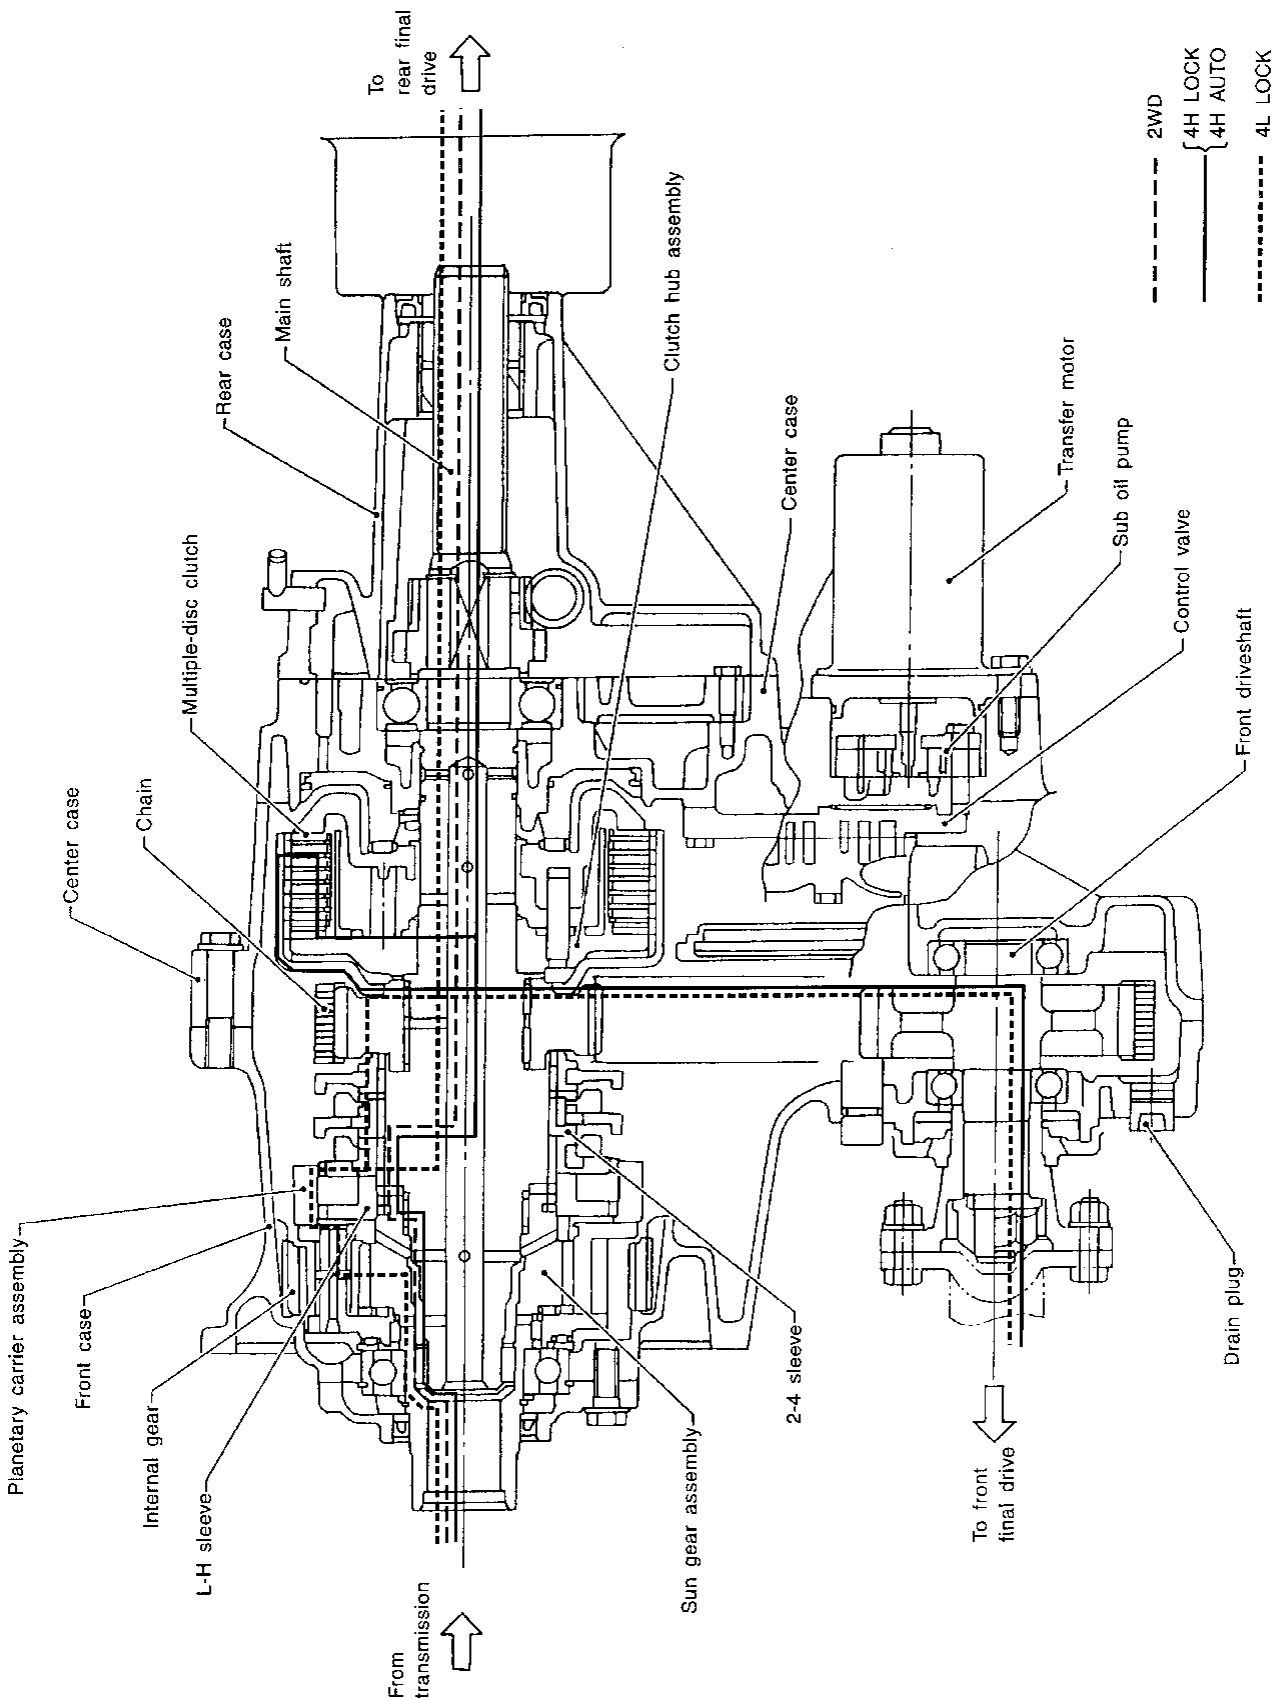 Planetary carrier assembly
Front case
Internal gear
L-H sleeve
From
transmission
Center case
Chain
Multiple-disc clutch
Rear case
Main shaft
To
rear final
drive
Clutch hub assembly
Center case
Transfer motor
Sub oil pump
Control valve
Front driveshaft
Drain plug
2-4 sleeve
Sun gear assembly
To front
final drive
2WD
4H LOCK
4H AUTO
4L LOCK